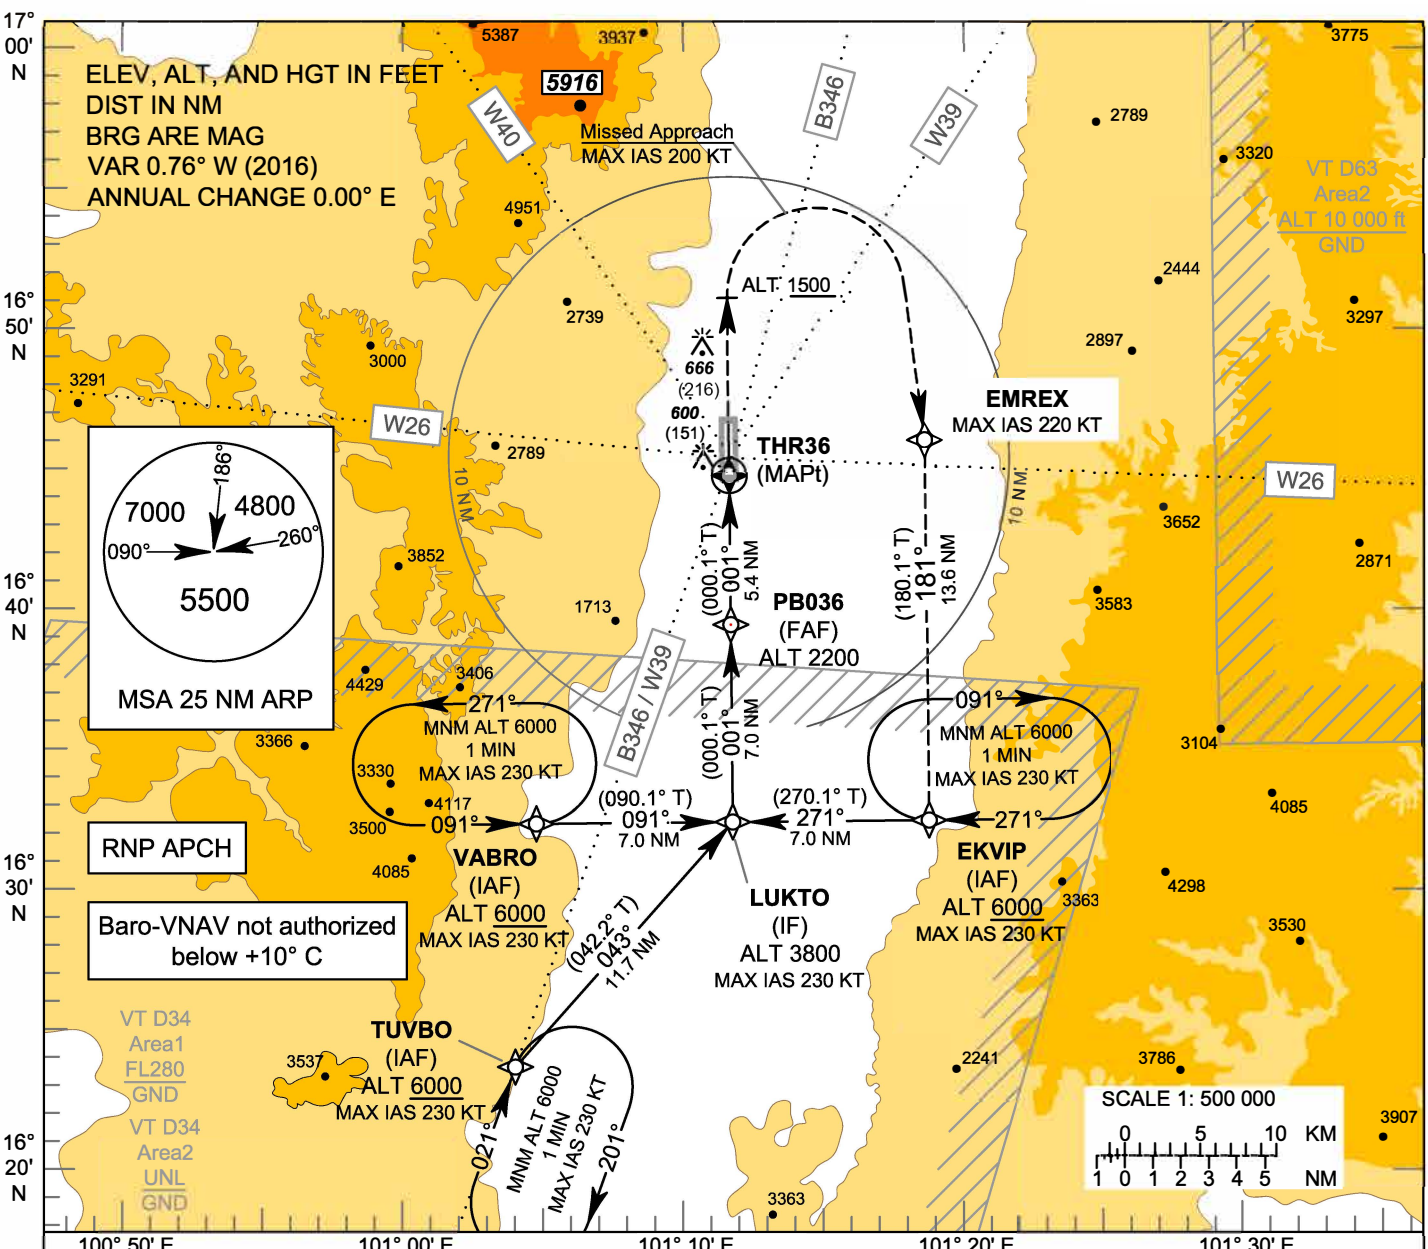 17°
00'
N
ELEV, ALT, AND HGT IN FEET
DIST IN NM
BRG ARE MAG
VAR 0.76° W (2016)
ANNUAL CHANGE 0.00° E
5387
3937
5916
W40
Missed Approach
MAX IAS 200 KT
B346
W39
3775
2789
3320
VT D63
Area2
ALT 10 000 ft
GND
4951
2444
ALT 1500
3297
2739
16°
50'
N
3000
2897
666
(216)
600
(151)
3291
W26
EMREX
MAX IAS 220 KT
2789
THR36
(MAPt)
W26
10 NM
10 NM
186°
7000
4800
090°
260°
5500
MSA 25 NM ARP
3652
2871
3852
(000.1° T)
001°
5.4 NM
(180.1° T)
181°
13.6 NM
16°
40'
N
1713
PB036
(FAF)
ALT 2200
3583
B346 / W39
4429
3406
271°
MNM ALT 6000
1 MIN
MAX IAS 230 KT
091°
(000.1° T)
001°
7.0 NM
091°
MNM ALT 6000
1 MIN
MAX IAS 230 KT
271°
3366
3330
4117
3500
3104
4085
(090.1° T)
091°
7.0 NM
(270.1° T)
271°
7.0 NM
RNP APCH
4085
VABRO
(IAF)
ALT 6000
MAX IAS 230 KT
EKVIP
(IAF)
ALT 6000
MAX IAS 230 KT
16°
30'
N
LUKTO
(IF)
ALT 3800
MAX IAS 230 KT
3363
4298
3530
Baro-VNAV not authorized
below +10° C
(042.2° T)
043°
11.7 NM
VT D34
Area1
FL280
GND
TUVBO
(IAF)
ALT 6000
MAX IAS 230 KT
3537
2241
3786
VT D34
Area2
UNL
GND
021°
MNM ALT 6000
1 MIN
MAX IAS 230 KT
201°
SCALE 1: 500 000
0 5 10 KM
1 0 1 2 3 4 5 NM
3907
16°
20'
N
3363
100° 50' E
101° 00' E
101° 10' E
101° 20' E
101° 30' E